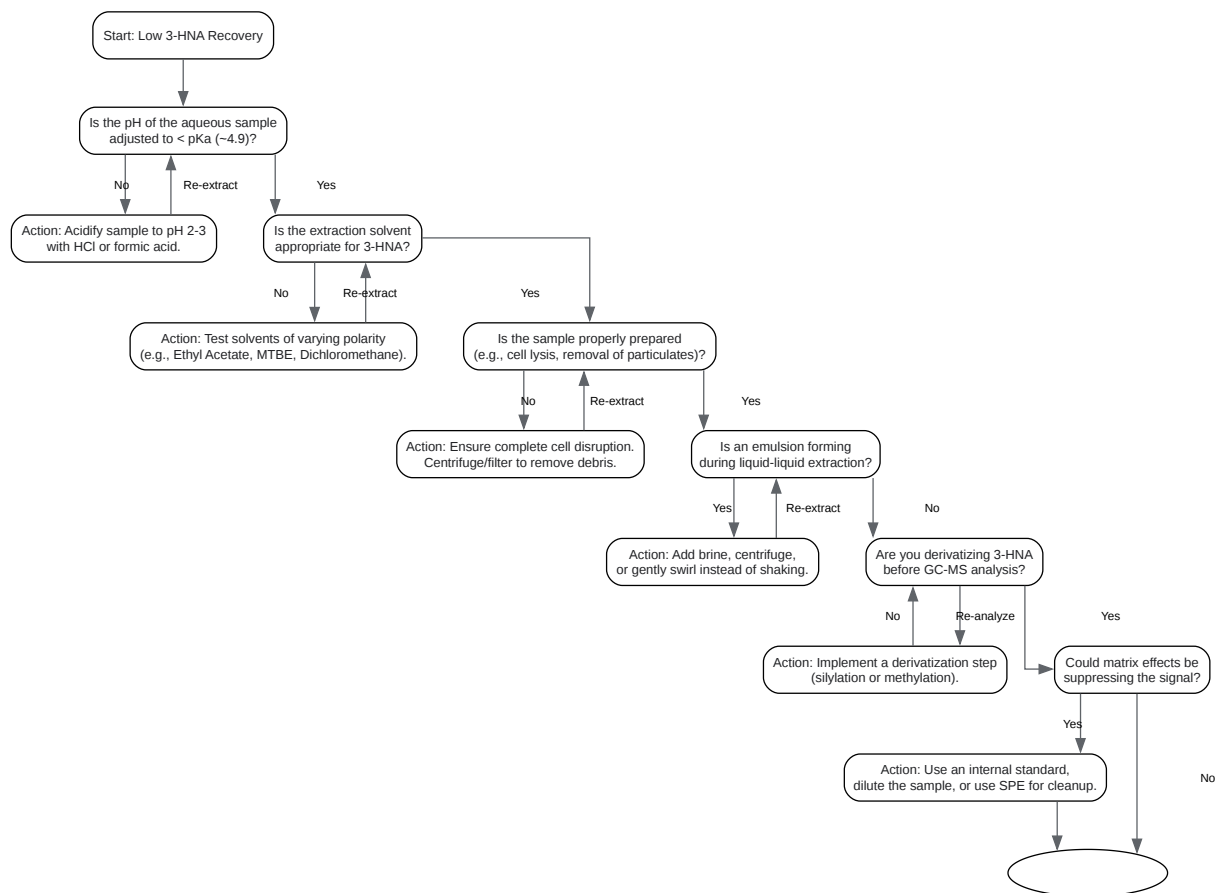 Start: Low 3-HNA Recovery
Is the pH of the aqueous sample
adjusted to < pKa (~4.9)?
No
Re-extract
Yes
Action: Acidify sample to pH 2-3
with HCl or formic acid.
Is the extraction solvent
appropriate for 3-HNA?
No
Re-extract
Yes
Action: Test solvents of varying polarity
(e.g., Ethyl Acetate, MTBE, Dichloromethane).
Is the sample properly prepared
(e.g., cell lysis, removal of particulates)?
No
Re-extract
Yes
Action: Ensure complete cell disruption.
Centrifuge/filter to remove debris.
Is an emulsion forming
during liquid-liquid extraction?
Yes
Re-extract
No
Action: Add brine, centrifuge,
or gently swirl instead of shaking.
Are you derivatizing 3-HNA
before GC-MS analysis?
No
Re-analyze
Yes
Action: Implement a derivatization step
(silylation or methylation).
Could matrix effects be
suppressing the signal?
Yes
No
Action: Use an internal standard,
dilute the sample, or use SPE for cleanup.